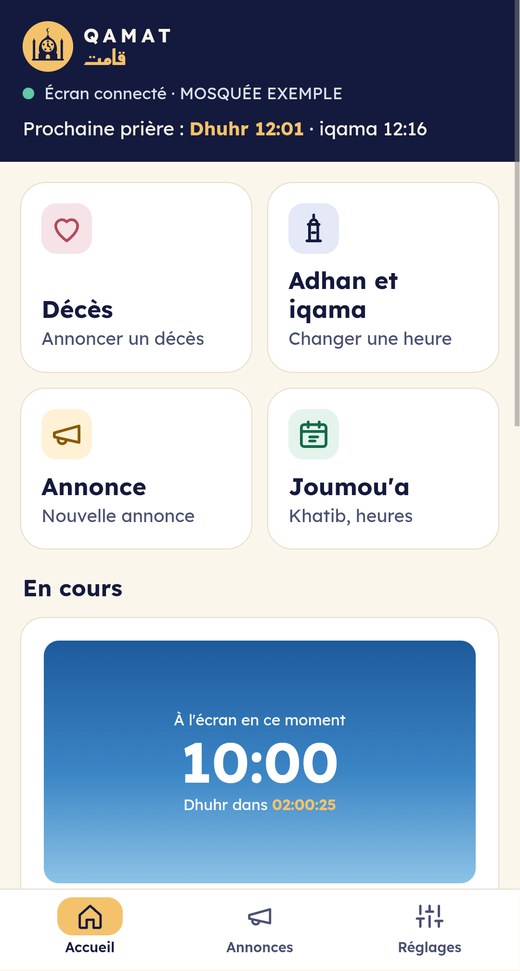 QAMAT
قامت
Écran connecté · MOSQUÉE EXEMPLE
Prochaine prière : Dhuhr 12:01 · iqama 12:16
Décès
Annoncer un décès
Adhan et
iqama
Changer une heure
Annonce
Nouvelle annonce
Joumou'a
Khatib, heures
En cours
À l'écran en ce moment
10:00
Dhuhr dans 02:00:25
Accueil
Annonces
Réglages